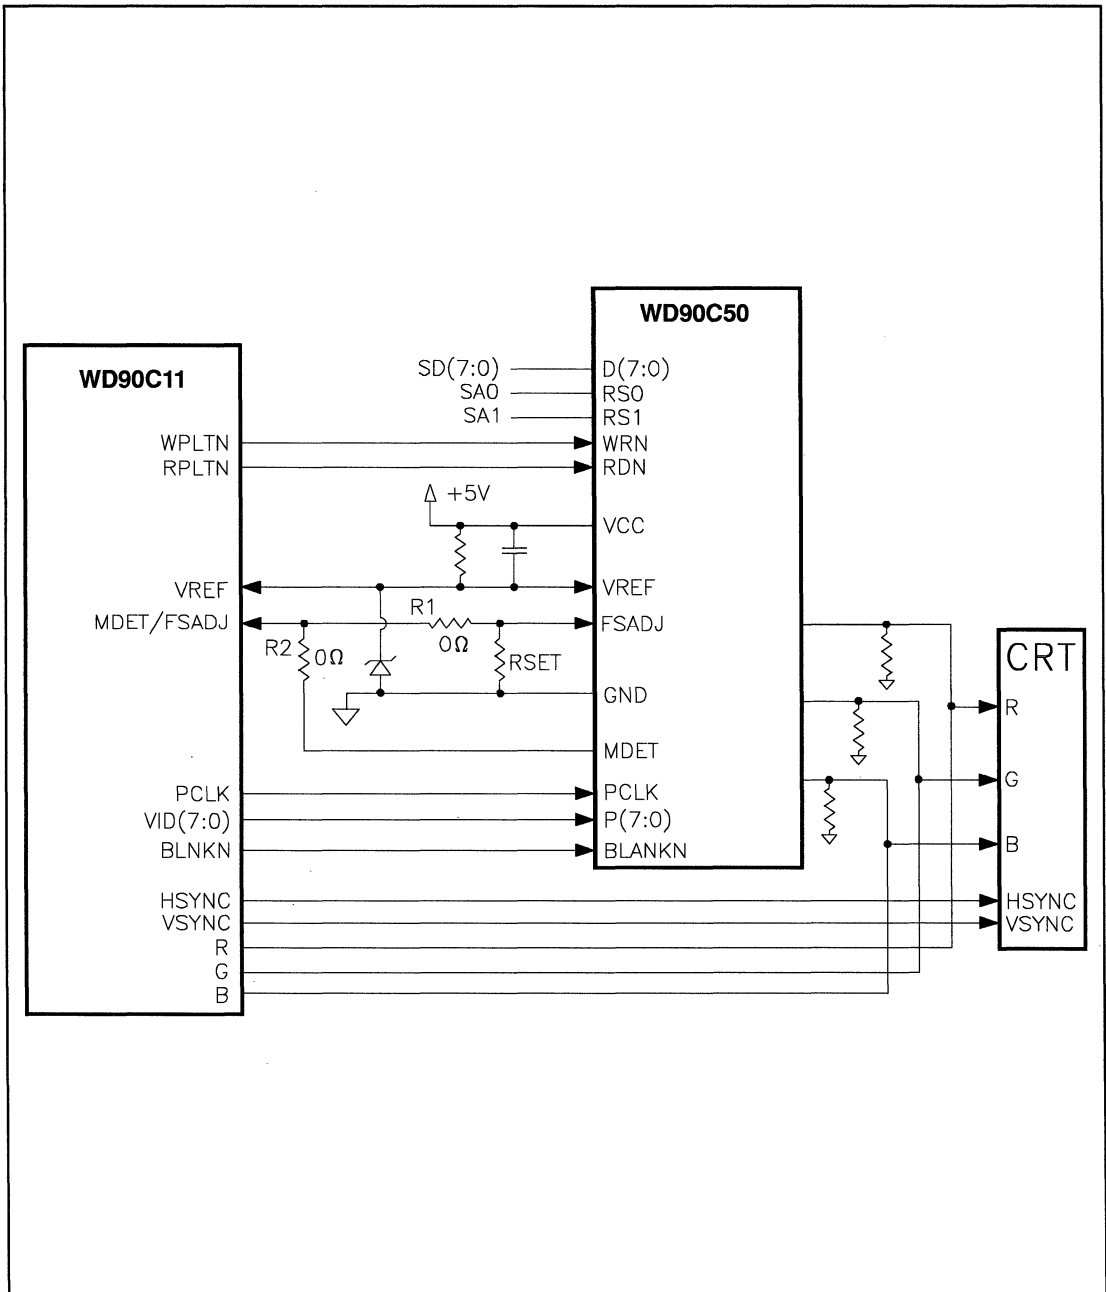 WD90C50
WD90C11
SD(7:0) D(7:0)
SA0 RS0
SA1 RS1
WPLTN WRN
RPLTN RDN
+5V
VCC
VREF VREF
R1
MDET/FSADJ FSADJ
R2 0Ω 0Ω
RSET
CRT
GND
R
MDET
G
PCLK PCLK
VID(7:0) P(7:0)
B
BLNKN BLANKN
HSYNC HSYNC
VSYNC VSYNC
R
G
B